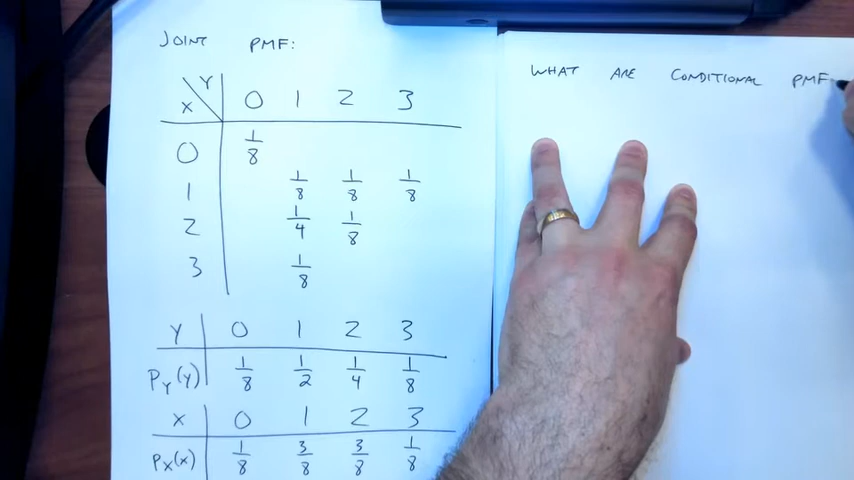 JOINT PMF:
Y
X 0 1 2 3
0 1/8
1 1/8 1/8 1/8
2 1/4 1/8
3 1/8
Y 0 1 2 3
PY(y) 1/8 1/2 1/4 1/8
X 0 1 2 3
PX(x) 1/8 3/8 3/8 1/8
WHAT ARE CONDITIONAL PMF